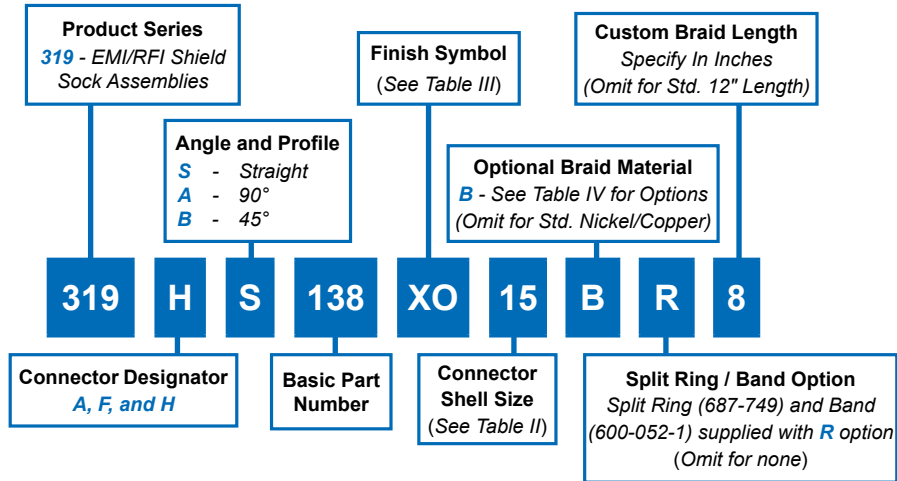 Product Series
319 - EMI/RFI Shield
Sock Assemblies
Finish Symbol
(See Table III)
Custom Braid Length
Specify In Inches
(Omit for Std. 12" Length)
Angle and Profile
S - Straight
A - 90°
B - 45°
Optional Braid Material
B - See Table IV for Options
(Omit for Std. Nickel/Copper)
319 H S 138 XO 15 B R 8
Connector Designator
A, F, and H
Basic Part
Number
Connector
Shell Size
(See Table II)
Split Ring / Band Option
Split Ring (687-749) and Band
(600-052-1) supplied with R option
(Omit for none)